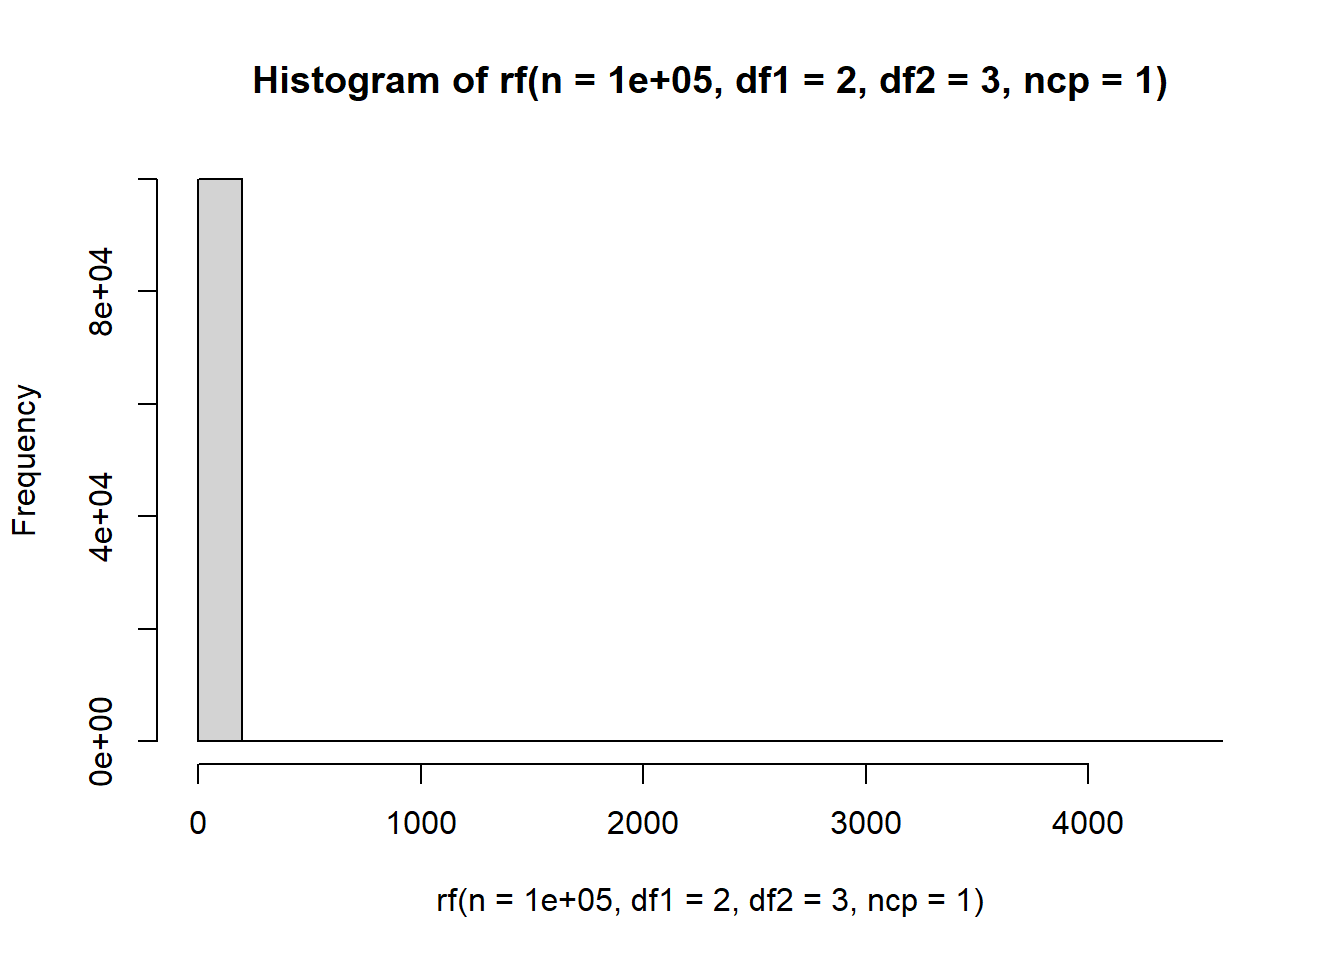 Histogram of rf(n = 1e+05, df1 = 2, df2 = 3, ncp = 1)
Frequency
8e+04
4e+04
0e+00
0 1000 2000 3000 4000
rf(n = 1e+05, df1 = 2, df2 = 3, ncp = 1)